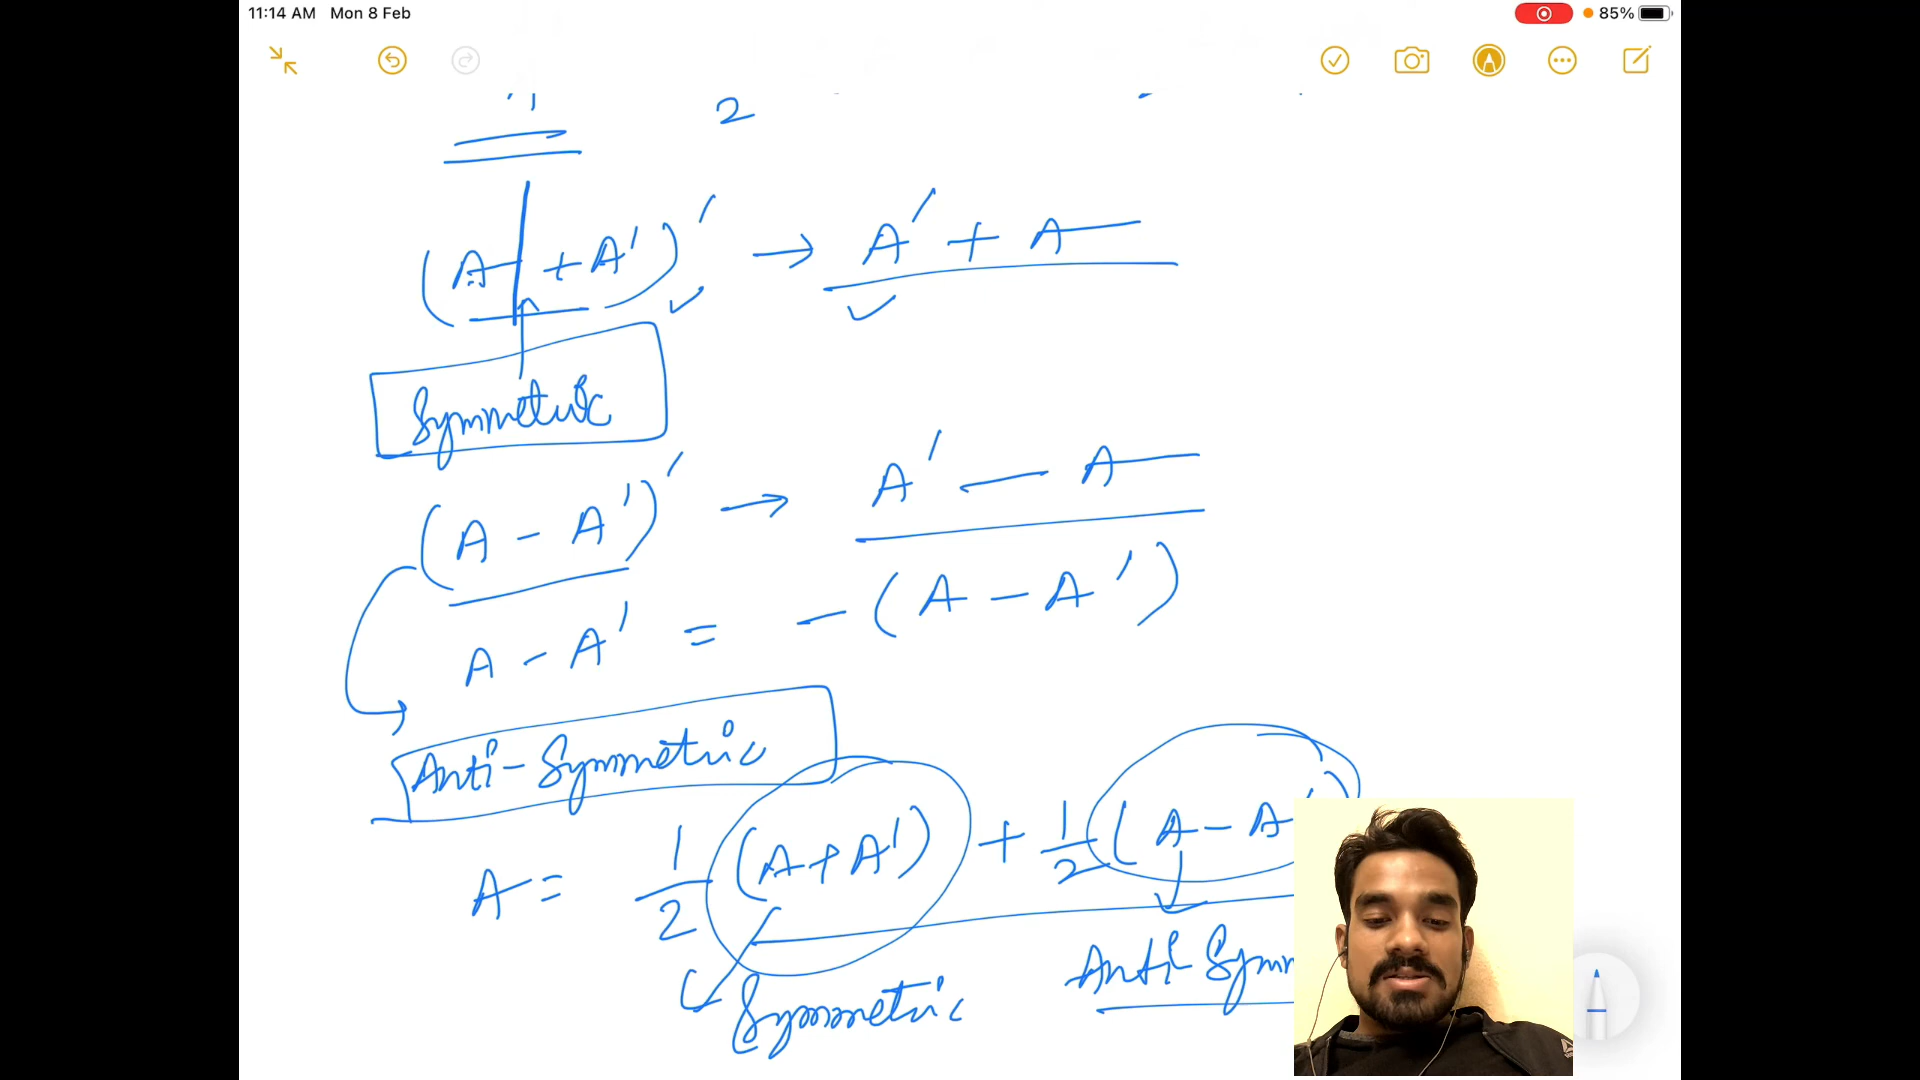 11:14 AM Mon 8 Feb 85%
2
(A + A')' → A' + A
Symmetric
(A - A')' → A' - A
A - A' = - (A - A')
Anti-Symmetric
A = 1/2 (A+A') + 1/2 (A - A'
Symmetric Anti Symm